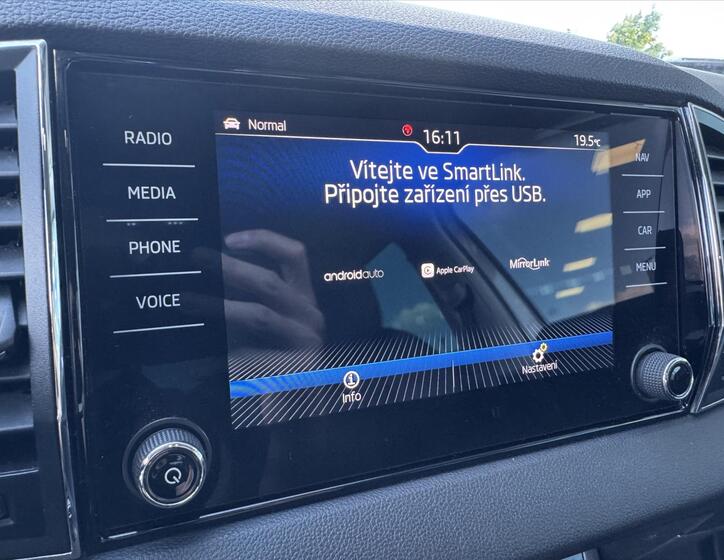 Normal
16:11
19.5°C
RADIO
MEDIA
PHONE
VOICE
NAV
APP
CAR
MENU
Vítejte ve SmartLink.
Připojte zařízení přes USB.
androidauto
Apple CarPlay
MirrorLink
Info
Nastavení